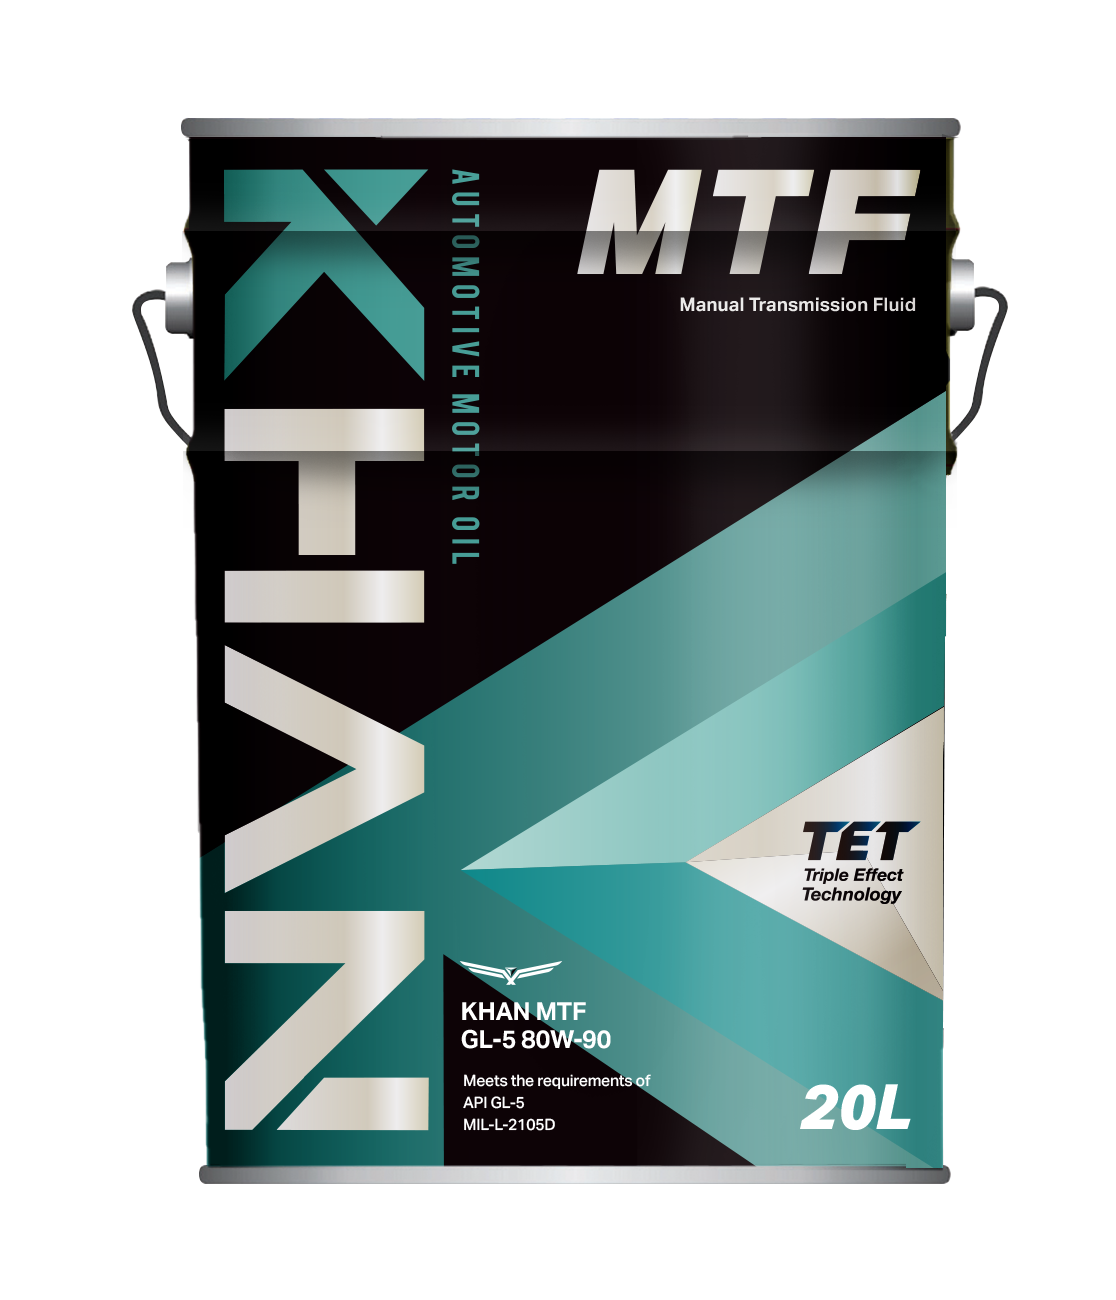 KHAN
AUTOMOTIVE MOTOR OIL
MTF
Manual Transmission Fluid
TET
Triple Effect
Technology
KHAN MTF
GL-5 80W-90
Meets the requirements of
API GL-5
MIL-L-2105D
20L